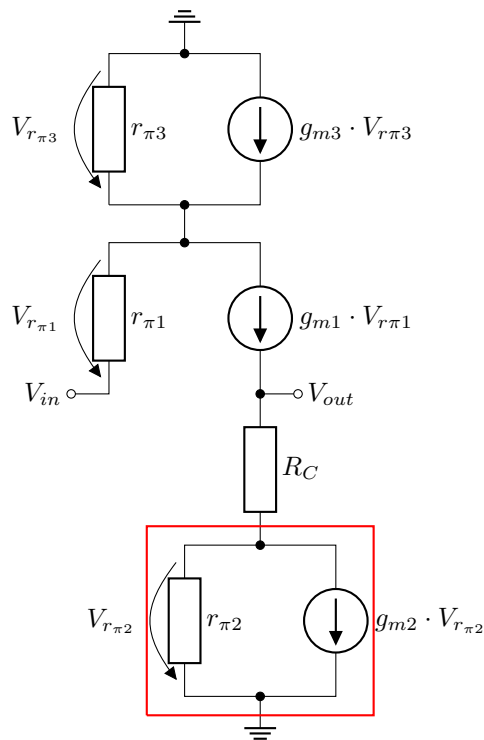 V_{r_{π3}} r_{π3} g_{m3} · V_{rπ3}
V_{r_{π1}} r_{π1} g_{m1} · V_{rπ1}
V_{in} V_{out}
R_C
V_{r_{π2}} r_{π2} g_{m2} · V_{r_{π2}}